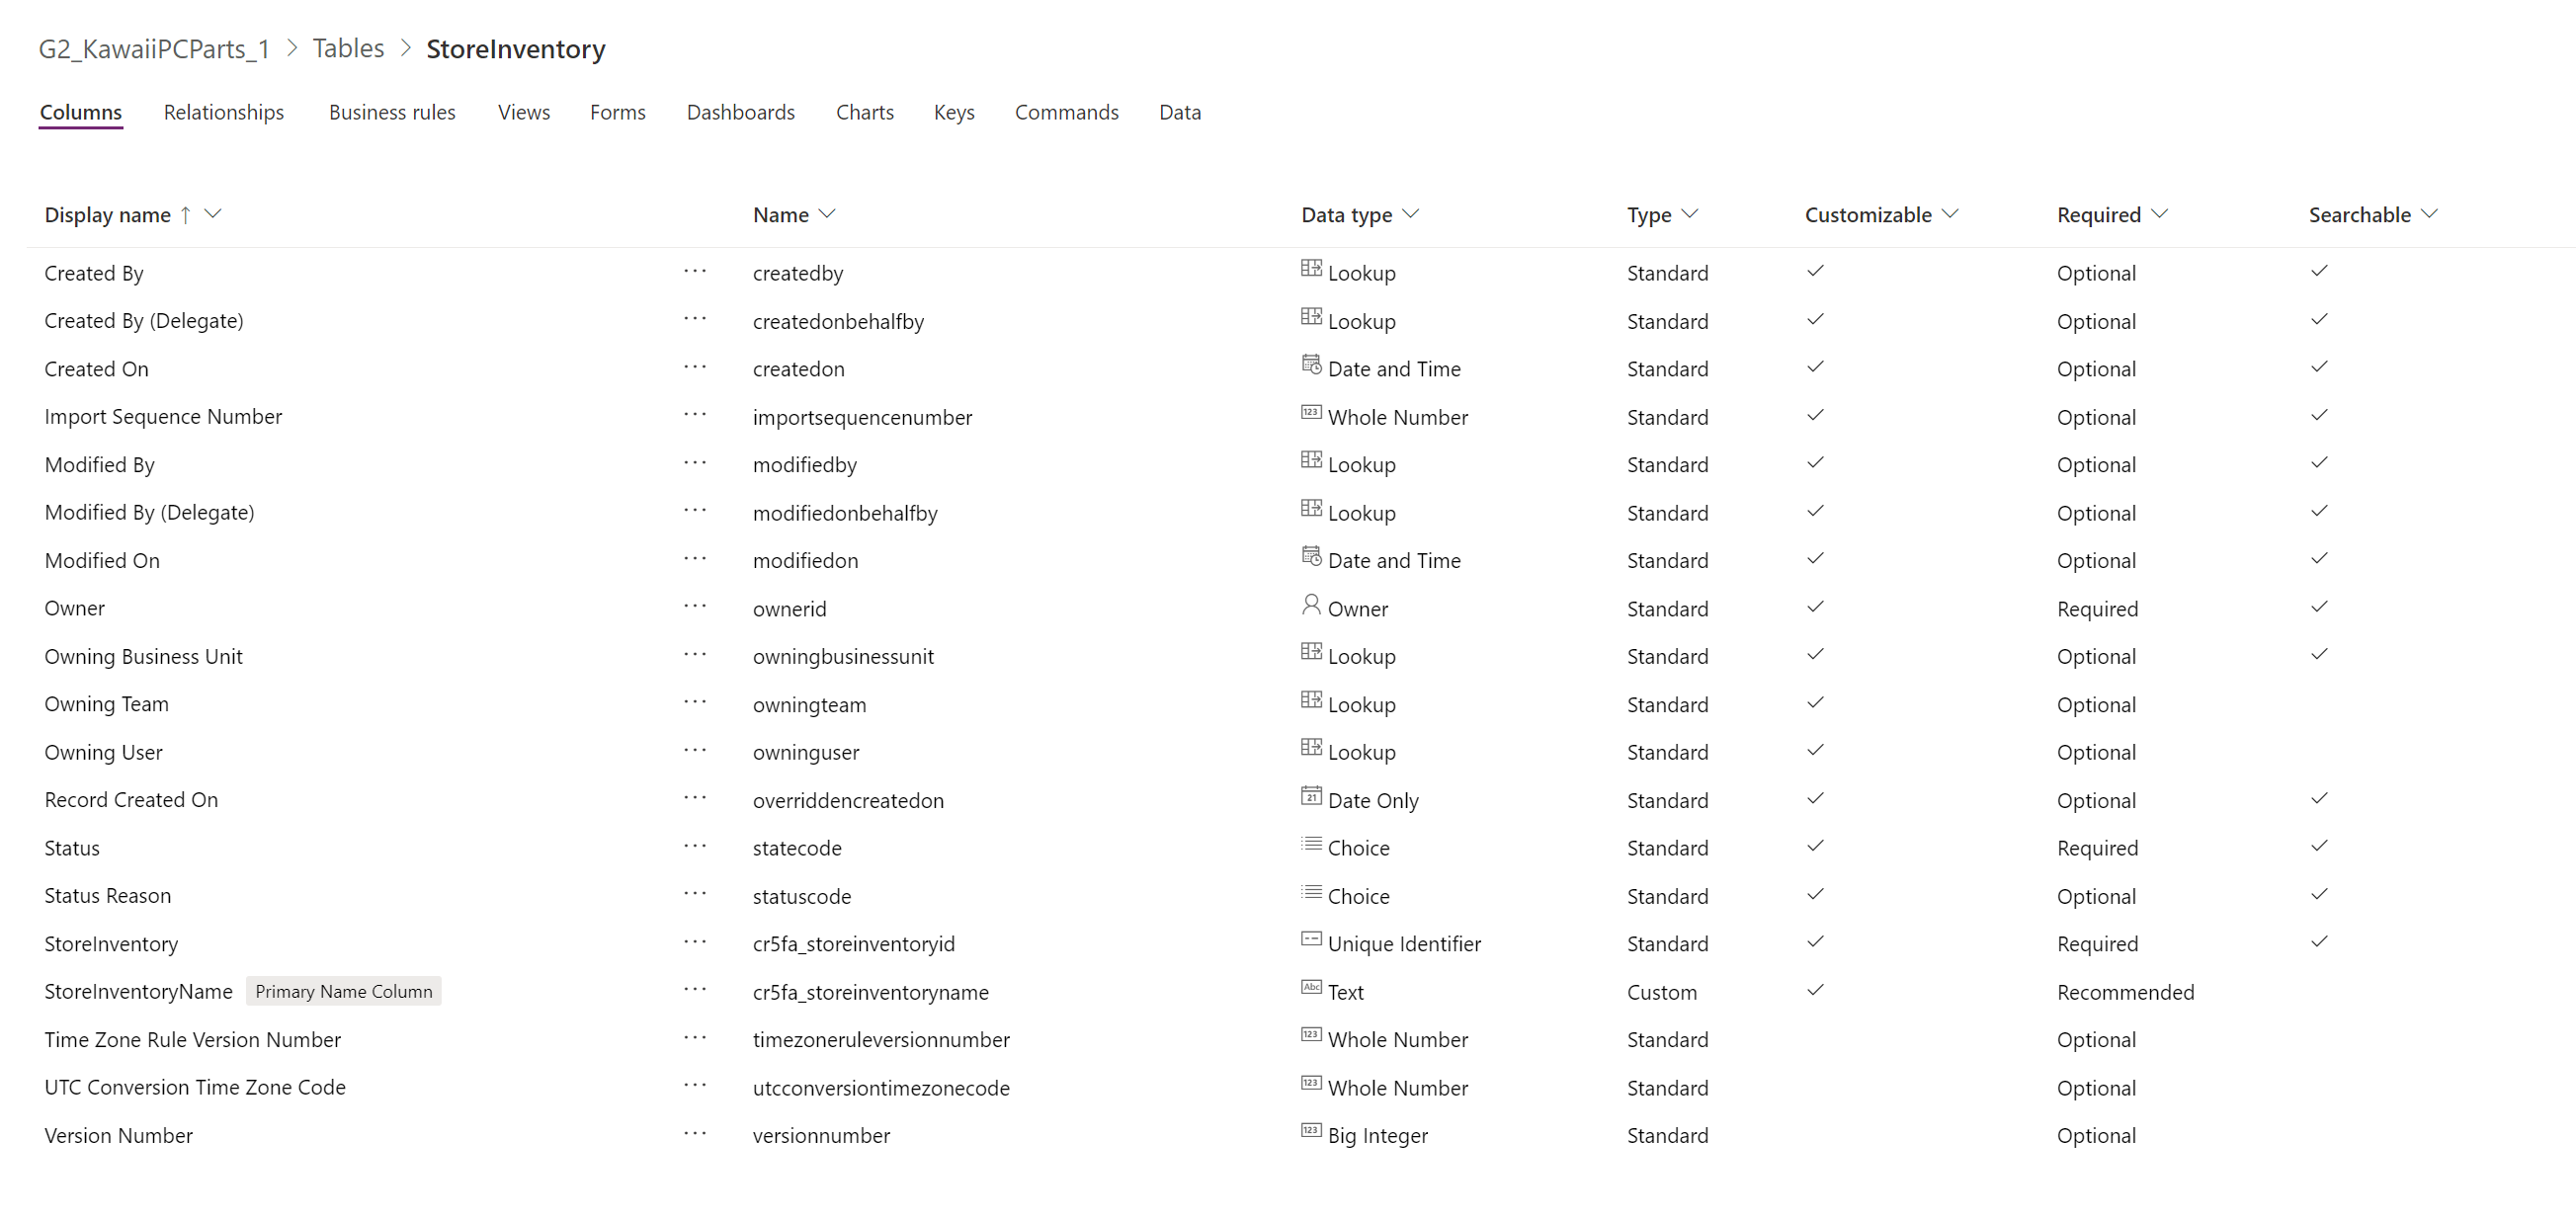 G2_KawaiiPCParts_1 > Tables > StoreInventory
Columns Relationships Business rules Views Forms Dashboards Charts Keys Commands Data
Display name ↑ Name Data type Type Customizable Required Searchable
Created By ··· createdby Lookup Standard ✓ Optional ✓
Created By (Delegate) ··· createdonbehalfby Lookup Standard ✓ Optional ✓
Created On ··· createdon Date and Time Standard ✓ Optional ✓
Import Sequence Number ··· importsequencenumber 123 Whole Number Standard ✓ Optional ✓
Modified By ··· modifiedby Lookup Standard ✓ Optional ✓
Modified By (Delegate) ··· modifiedonbehalfby Lookup Standard ✓ Optional ✓
Modified On ··· modifiedon Date and Time Standard ✓ Optional ✓
Owner ··· ownerid Owner Standard ✓ Required ✓
Owning Business Unit ··· owningbusinessunit Lookup Standard ✓ Optional ✓
Owning Team ··· owningteam Lookup Standard ✓ Optional
Owning User ··· owninguser Lookup Standard ✓ Optional
Record Created On ··· overriddencreatedon 21 Date Only Standard ✓ Optional ✓
Status ··· statecode Choice Standard ✓ Required ✓
Status Reason ··· statuscode Choice Standard ✓ Optional ✓
StoreInventory ··· cr5fa_storeinventoryid Unique Identifier Standard ✓ Required ✓
StoreInventoryName Primary Name Column ··· cr5fa_storeinventoryname Abc Text Custom ✓ Recommended
Time Zone Rule Version Number ··· timezoneruleversionnumber 123 Whole Number Standard Optional
UTC Conversion Time Zone Code ··· utcconversiontimezonecode 123 Whole Number Standard Optional
Version Number ··· versionnumber 123 Big Integer Standard Optional